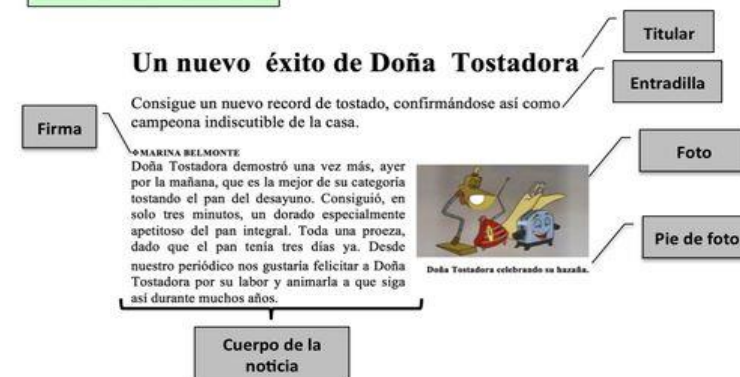 Titular
Un nuevo éxito de Doña Tostadora
Entradilla
Consigue un nuevo record de tostado, confirmándose así como
campeona indiscutible de la casa.
Firma
MARINA BELMONTE
Doña Tostadora demostró una vez más, ayer
por la mañana, que es la mejor de su categoría
tostando el pan del desayuno. Consiguió, en
solo tres minutos, un dorado especialmente
apetitoso del pan integral. Toda una proeza,
dado que el pan tenía tres días ya. Desde
nuestro periódico nos gustaría felicitar a Doña
Tostadora por su labor y animarla a que siga
así durante muchos años.
Foto
Pie de foto
Doña Tostadora celebrando su hazaña.
Cuerpo de la
noticia